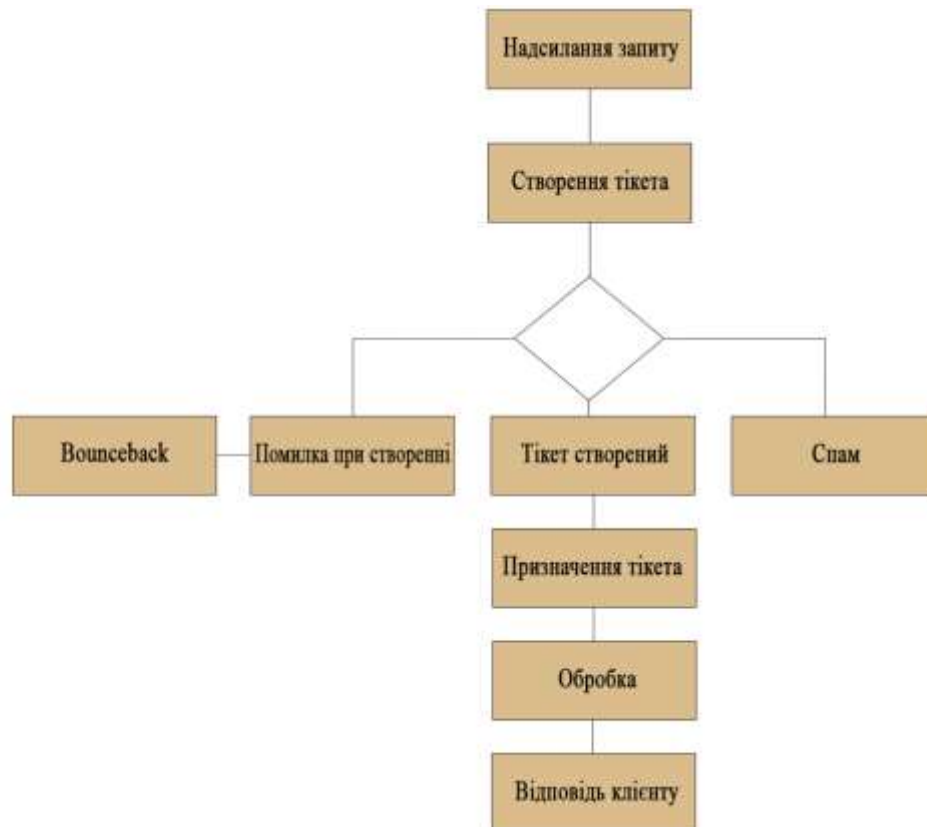 Надсилання запиту
Створення тікета
Bounceback
Помилка при створенні
Тікет створений
Спам
Призначення тікета
Обробка
Відповідь клієнту